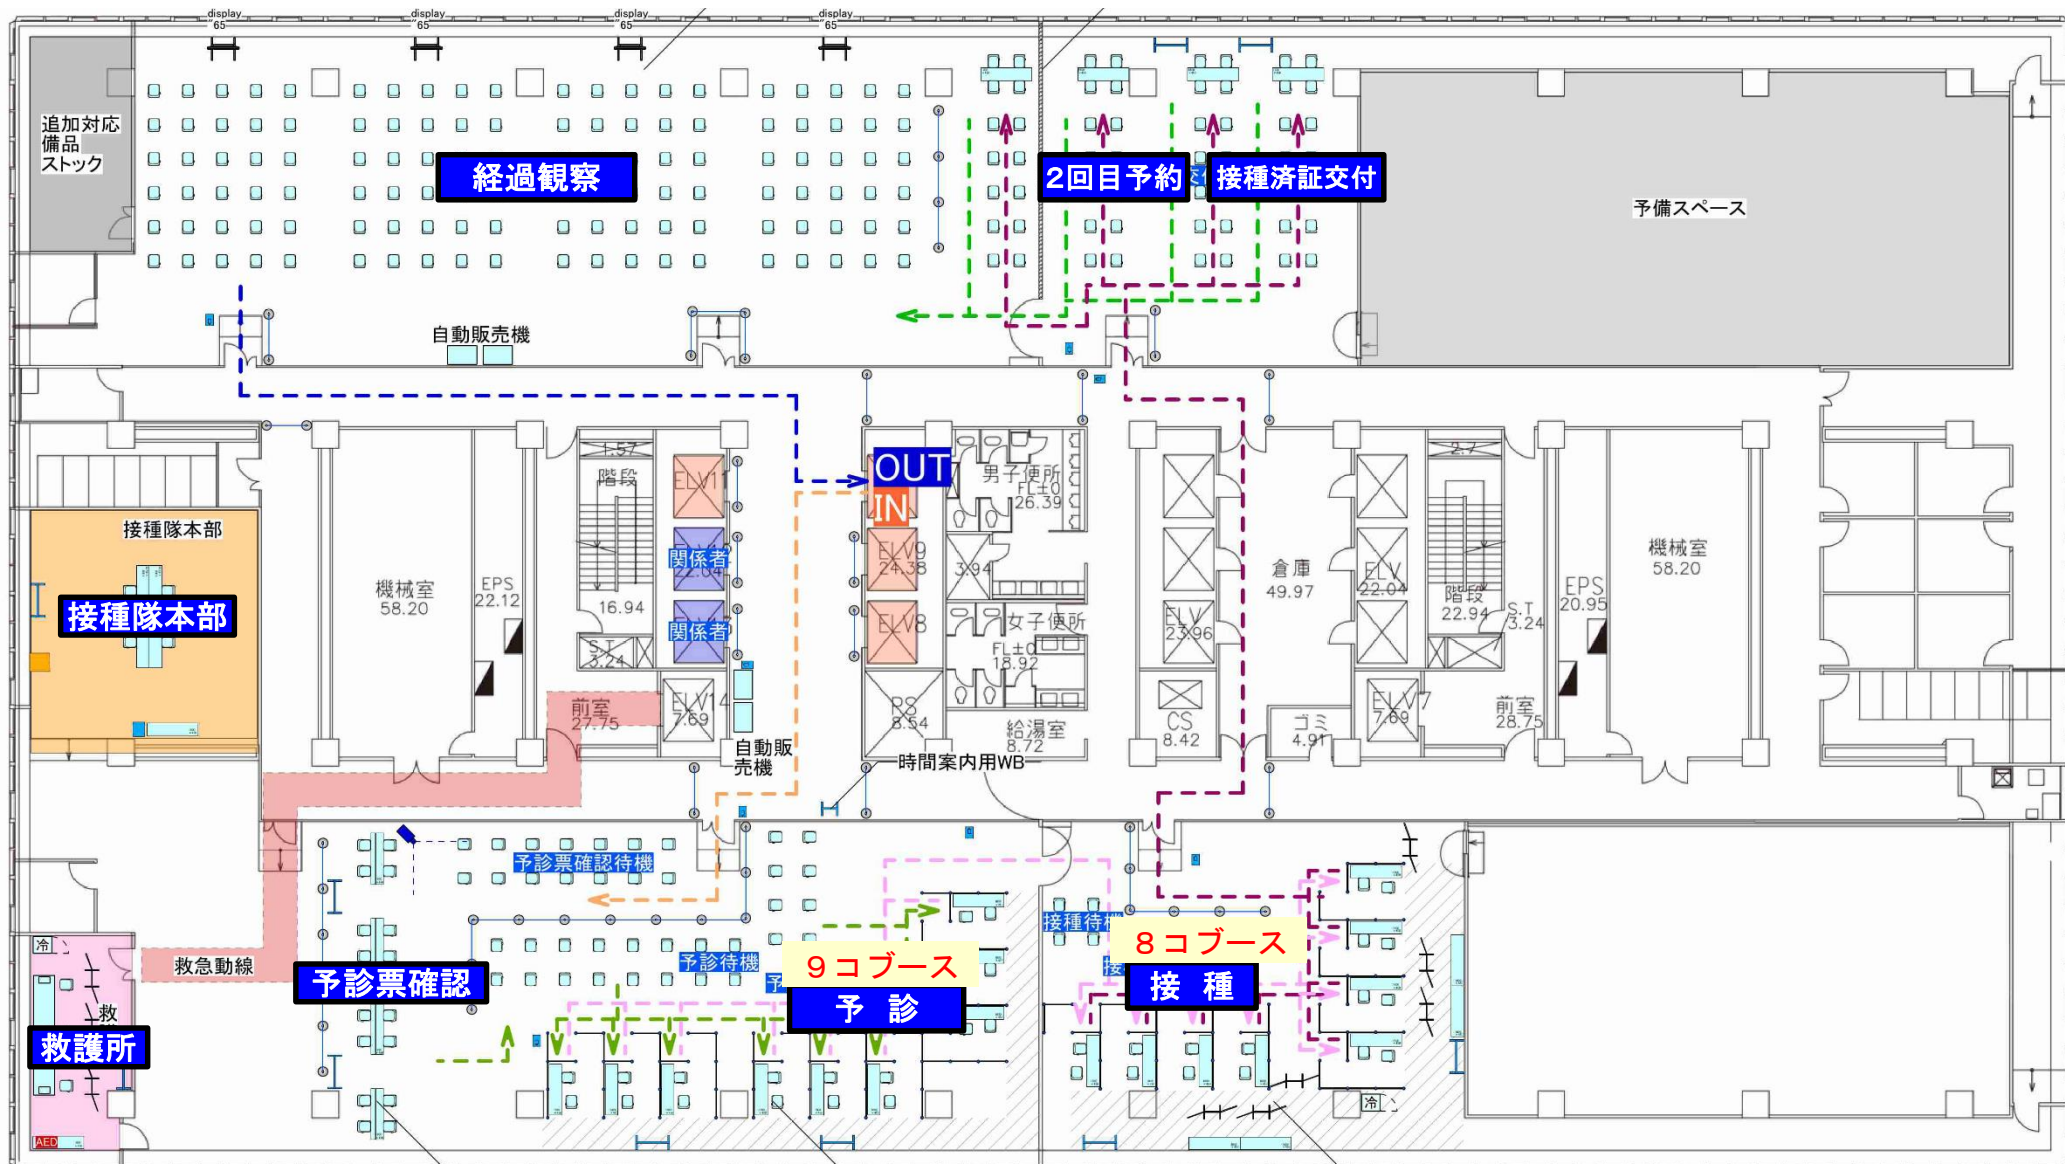 display
"65
display
"65
display
"65
display
"65
追加対応
備品
ストック
経過観察
2回目予約
接種済証交付
予備スペース
自動販売機
OUT
IN
男子便所
FL±0
26.39
1.57
階段
16.94
S.T
3.24
ELV11
関係者
22.04
関係者
ELV9
24.38
3.94
ELV8
女子便所
FL±0
18.92
接種隊本部
接種隊本部
機械室
58.20
EPS
22.12
前室
27.75
ELV14
7.69
PS
8.54
給湯室
8.72
倉庫
49.97
ELV
22.04
ELV
23.96
CS
8.42
ゴミ
4.91
2.7
階段
22.94
S.T
3.24
ELV7
7.69
前室
28.75
EPS
20.95
機械室
58.20
自動販
売機
時間案内用WB
予診票確認待機
予診待機
接種待機
9コブース
予 診
8コブース
接 種
予診票確認
救急動線
冷
救護所
AED
冷